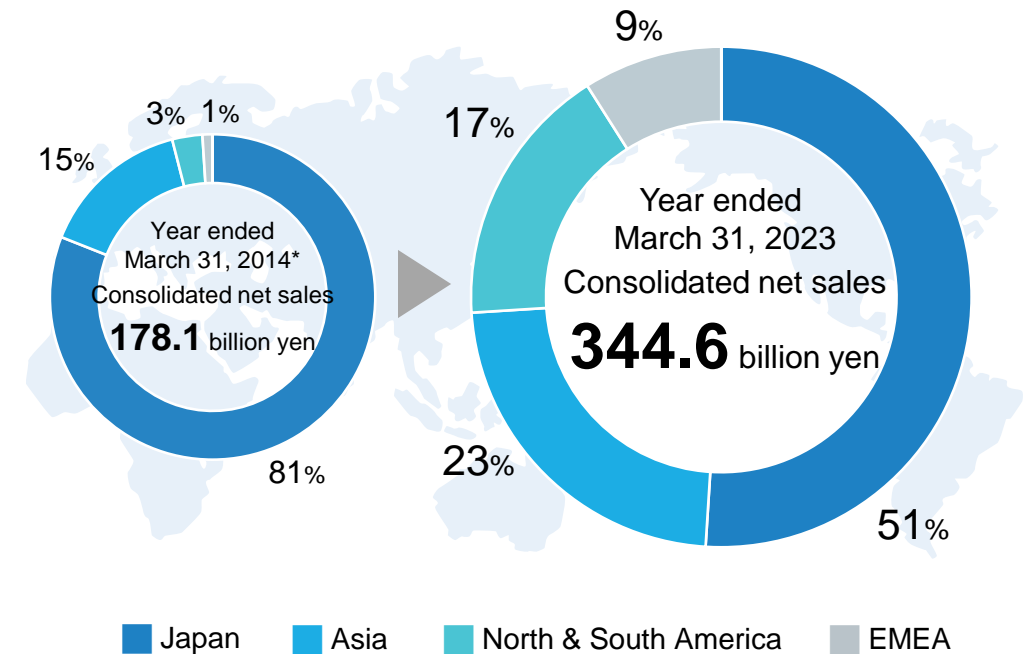 9%
17%
3% 1%
15%
Year ended
March 31, 2014*
Consolidated net sales
178.1 billion yen
81%
Year ended
March 31, 2023
Consolidated net sales
344.6 billion yen
23%
51%
Japan
Asia
North & South America
EMEA